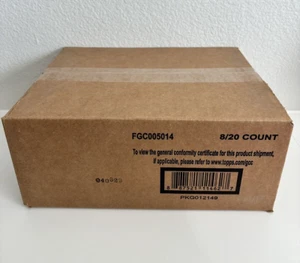 FGC005014 8/20 COUNT
To view the general conformity certificate for this product shipment,
if applicable, please refer to www.topps.com/gcc
PKG012148